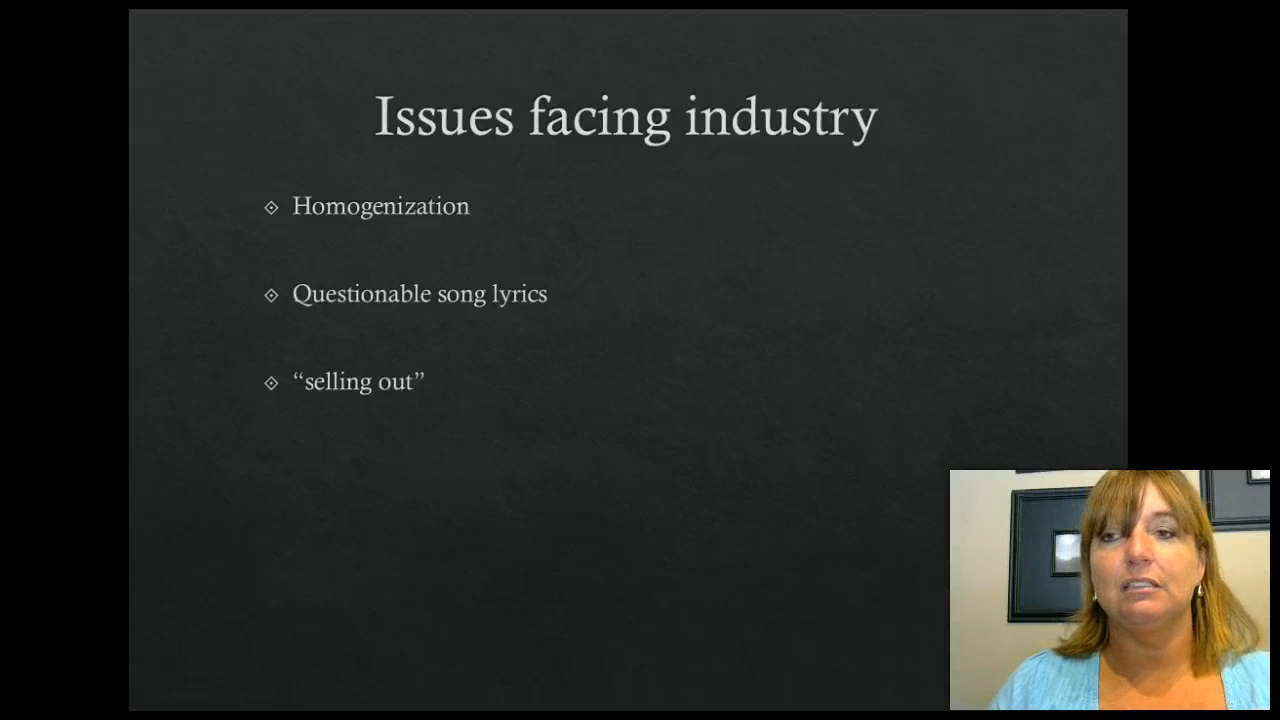 Issues facing industry
Homogenization
Questionable song lyrics
“selling out”